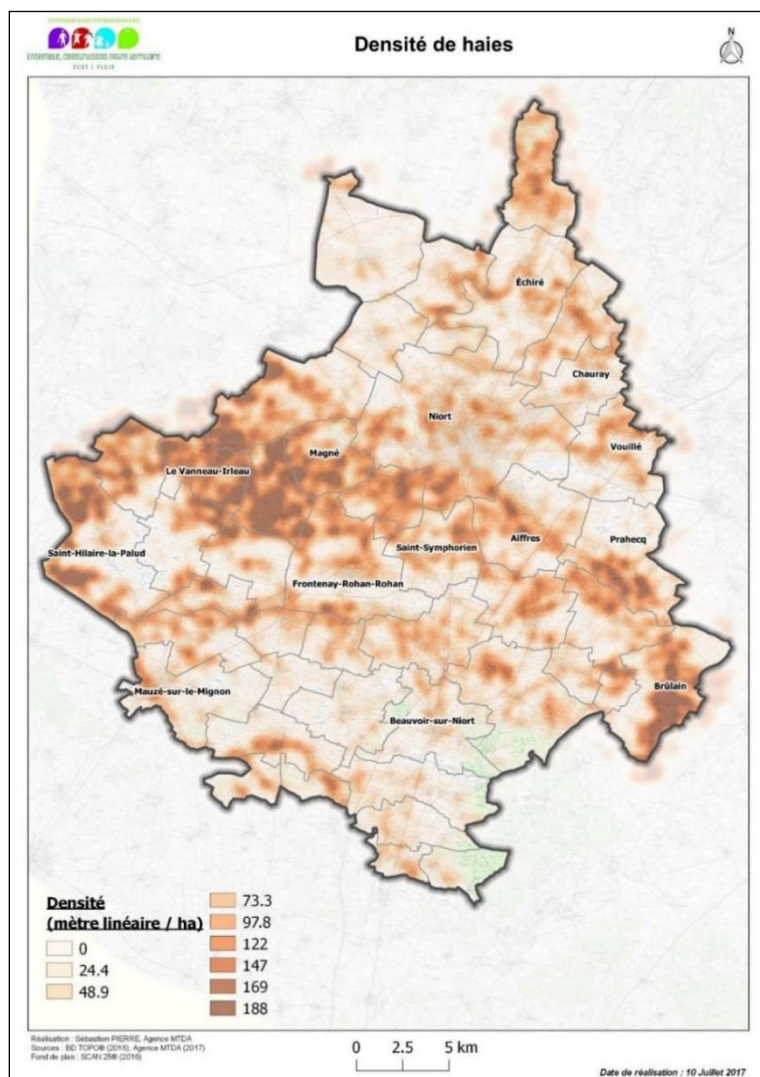 Densité de haies
N
Ensemble, construisons notre territoire
Échiré
Chauray
Niort
Vouillé
Magné
Le Vanneau-Irleau
Saint-Hilaire-la-Palud
Saint-Symphorien
Aiffres
Prahecq
Frontenay-Rohan-Rohan
Mauzé-sur-le-Mignon
Brûlain
Beauvoir-sur-Niort
Densité
(mètre linéaire / ha)
0
24.4
48.9
73.3
97.8
122
147
169
188
Réalisation : Sébastien PIERRE, Agence MTDA
Sources : BD TOPO® (2016), Agence MTDA (2017)
Fond de plan : SCAN 25® (2016)
0 2.5 5 km
Date de réalisation : 10 Juillet 2017